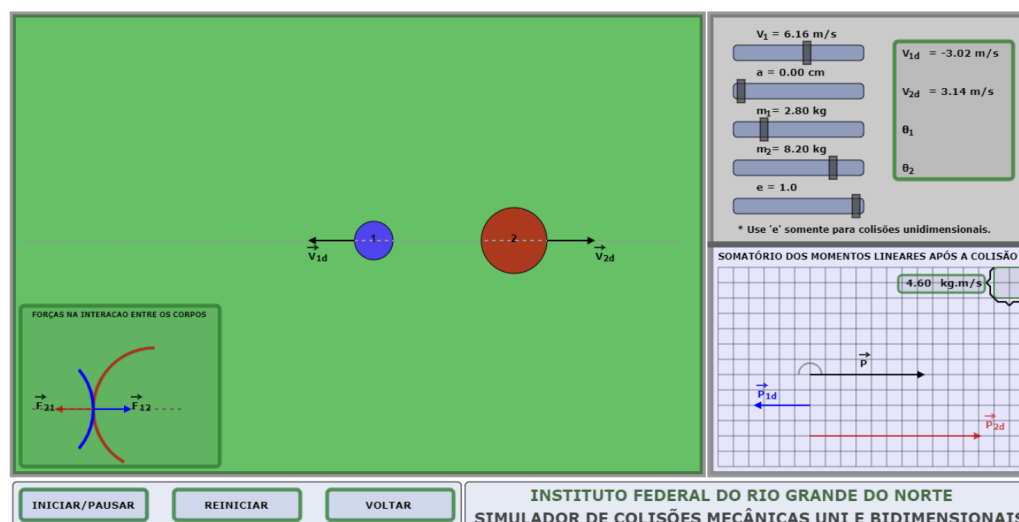 V1 = 6.16 m/s
a = 0.00 cm
m1= 2.80 kg
m2= 8.20 kg
e = 1.0
* Use 'e' somente para colisões unidimensionais.
V1d = -3.02 m/s
V2d = 3.14 m/s
θ1
θ2
1
2
V1d
V2d
FORÇAS NA INTERACAO ENTRE OS CORPOS
F21
F12
SOMATÓRIO DOS MOMENTOS LINEARES APÓS A COLISÃO
4.60 kg.m/s
P
P1d
P2d
INICIAR/PAUSAR
REINICIAR
VOLTAR
INSTITUTO FEDERAL DO RIO GRANDE DO NORTE
SIMULADOR DE COLISÕES MECÂNICAS UNI E BIDIMENSIONAIS